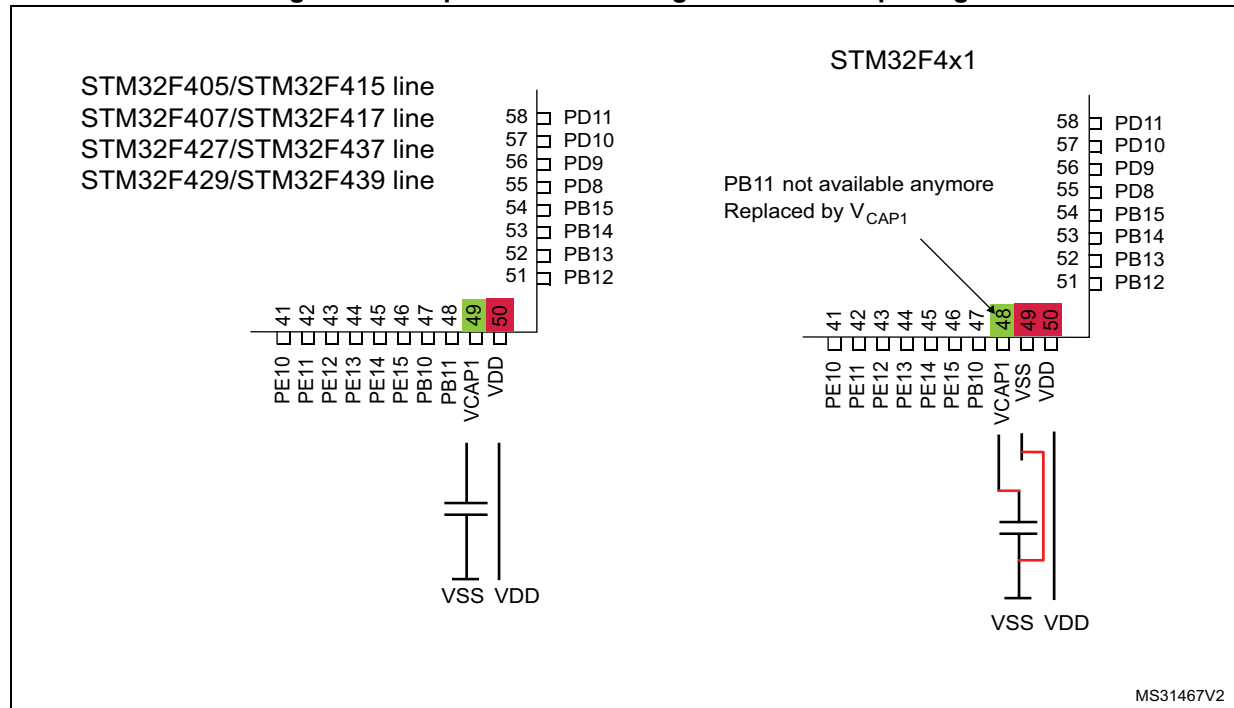 STM32F405/STM32F415 line
STM32F407/STM32F417 line
STM32F427/STM32F437 line
STM32F429/STM32F439 line
58 PD11
57 PD10
56 PD9
55 PD8
54 PB15
53 PB14
52 PB13
51 PB12
41 42 43 44 45 46 47 48 49 50
PE10 PE11 PE12 PE13 PE14 PE15 PB10 PB11 VCAP1 VDD
VSS VDD
STM32F4x1
PB11 not available anymore
Replaced by VCAP1
58 PD11
57 PD10
56 PD9
55 PD8
54 PB15
53 PB14
52 PB13
51 PB12
41 42 43 44 45 46 47 48 49 50
PE10 PE11 PE12 PE13 PE14 PE15 PB10 VCAP1 VSS VDD
VSS VDD
MS31467V2